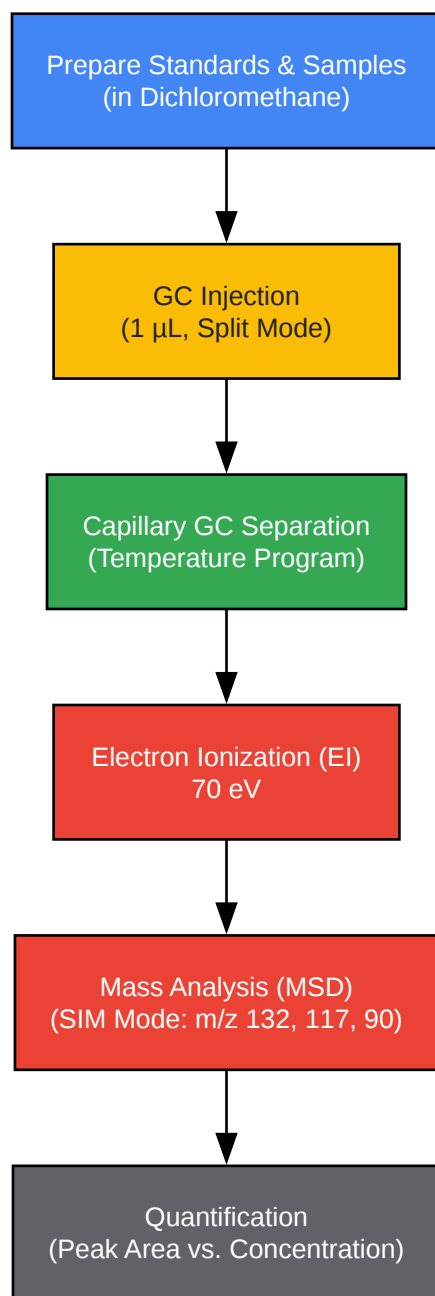 Prepare Standards & Samples
(in Dichloromethane)
GC Injection
(1 µL, Split Mode)
Capillary GC Separation
(Temperature Program)
Electron Ionization (EI)
70 eV
Mass Analysis (MSD)
(SIM Mode: m/z 132, 117, 90)
Quantification
(Peak Area vs. Concentration)